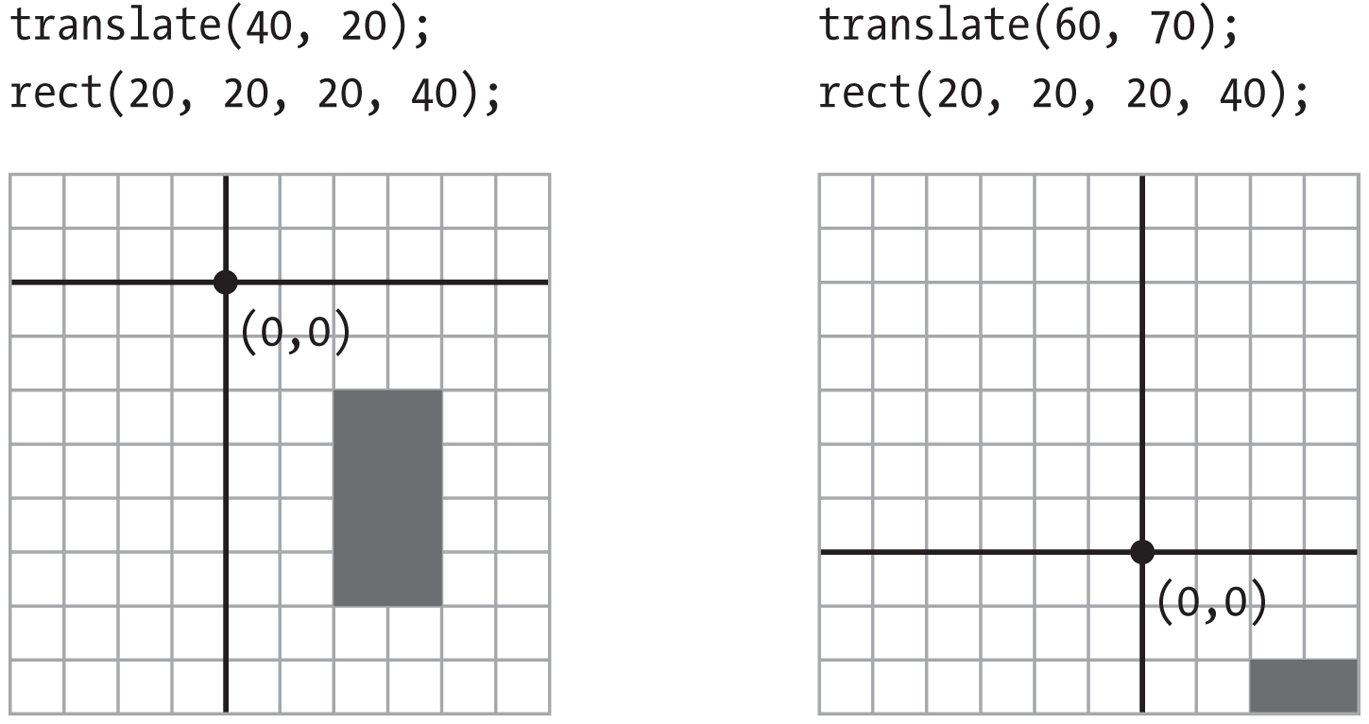 translate(40, 20);
rect(20, 20, 20, 40);
(0,0)
translate(60, 70);
rect(20, 20, 20, 40);
(0,0)